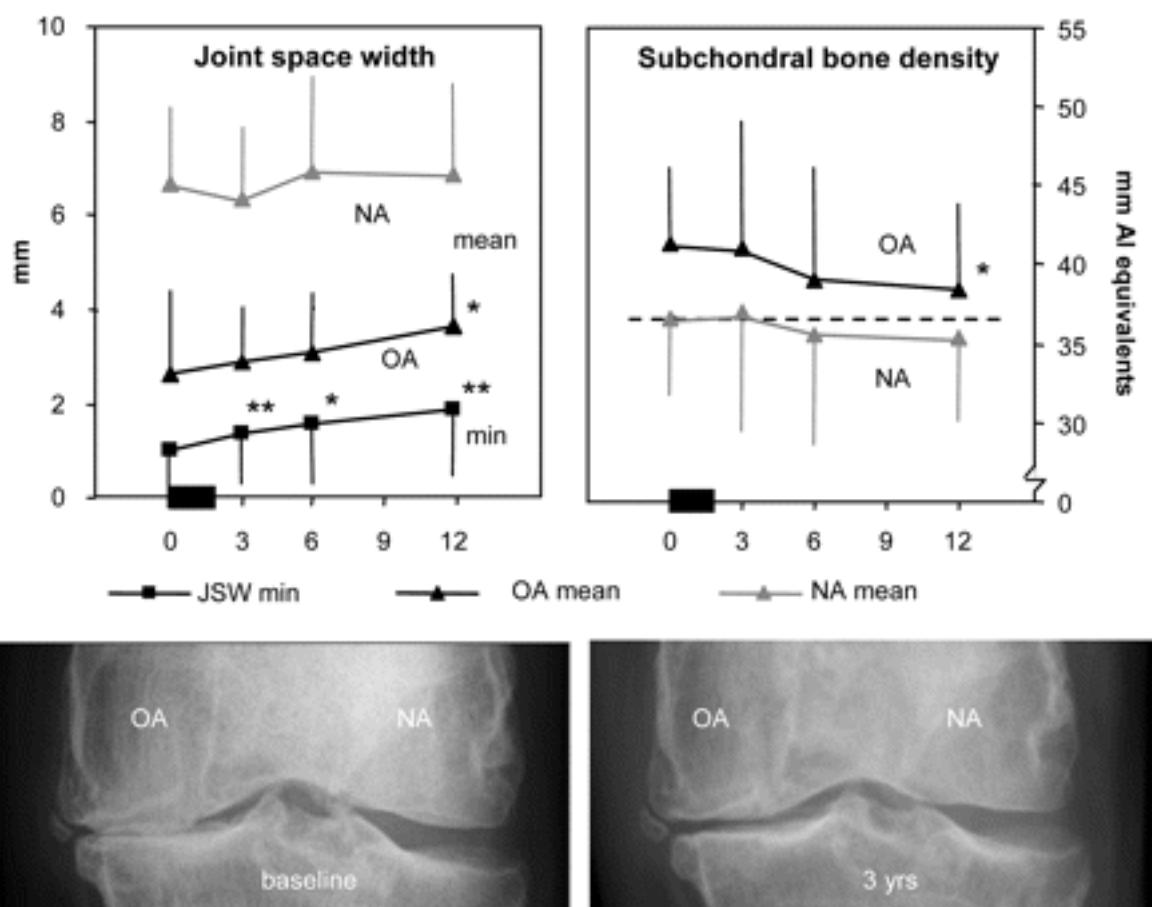 Joint space width
10
8
6
4
2
0
mm
NA
mean
OA
*
**
*
**
min
0 3 6 9 12
Subchondral bone density
55
50
45
40
35
30
0
mm Al equivalents
OA
*
NA
0 3 6 9 12
JSW min OA mean NA mean
OA NA
baseline
OA NA
3 yrs